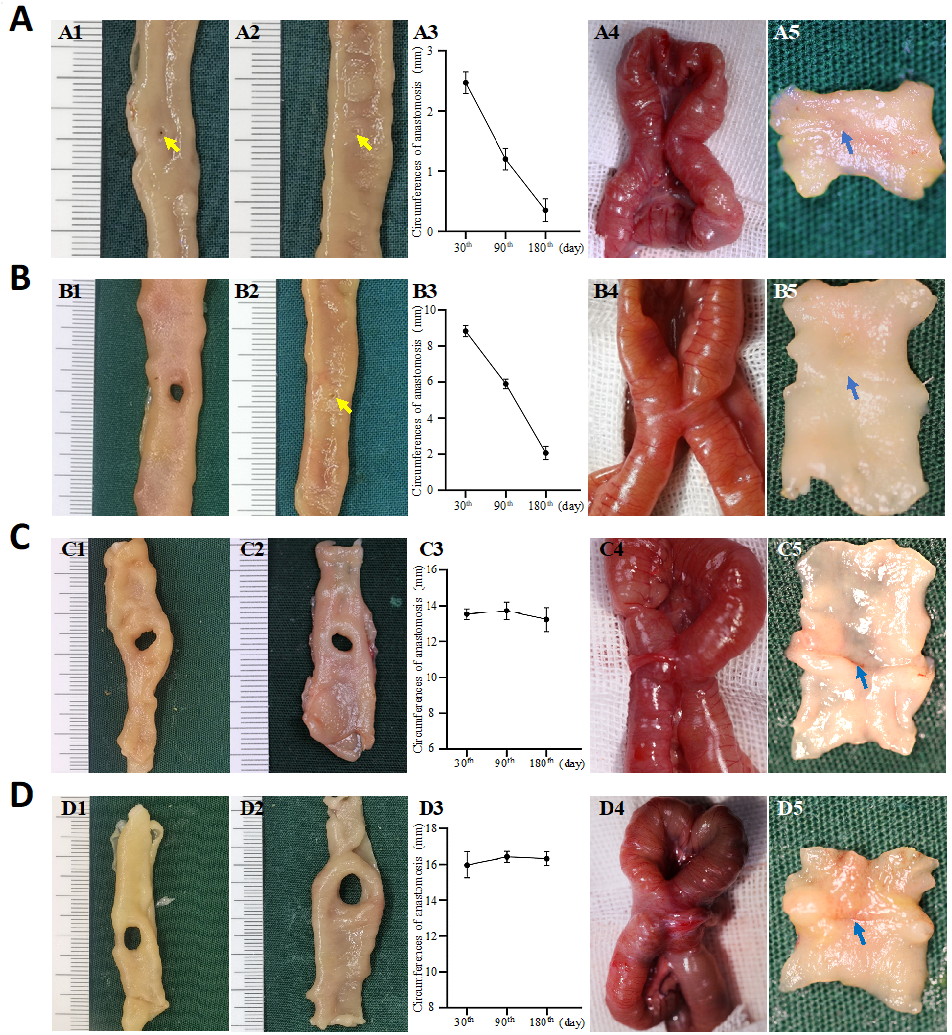 A
A1
A2
A3
A4
A5
Circumferences of anastomosis (mm)
3
2
1
0
30th
90th
180th
(day)
B
B1
B2
B3
B4
B5
Circumferences of anastomosis (mm)
10
8
6
4
2
0
30th
90th
180th
(day)
C
C1
C2
C3
C4
C5
Circumferences of anastomosis (mm)
16
14
12
10
8
6
30th
90th
180th
(day)
D
D1
D2
D3
D4
D5
Circumferences of anastomosis (mm)
18
16
14
12
10
8
30th
90th
180th
(day)